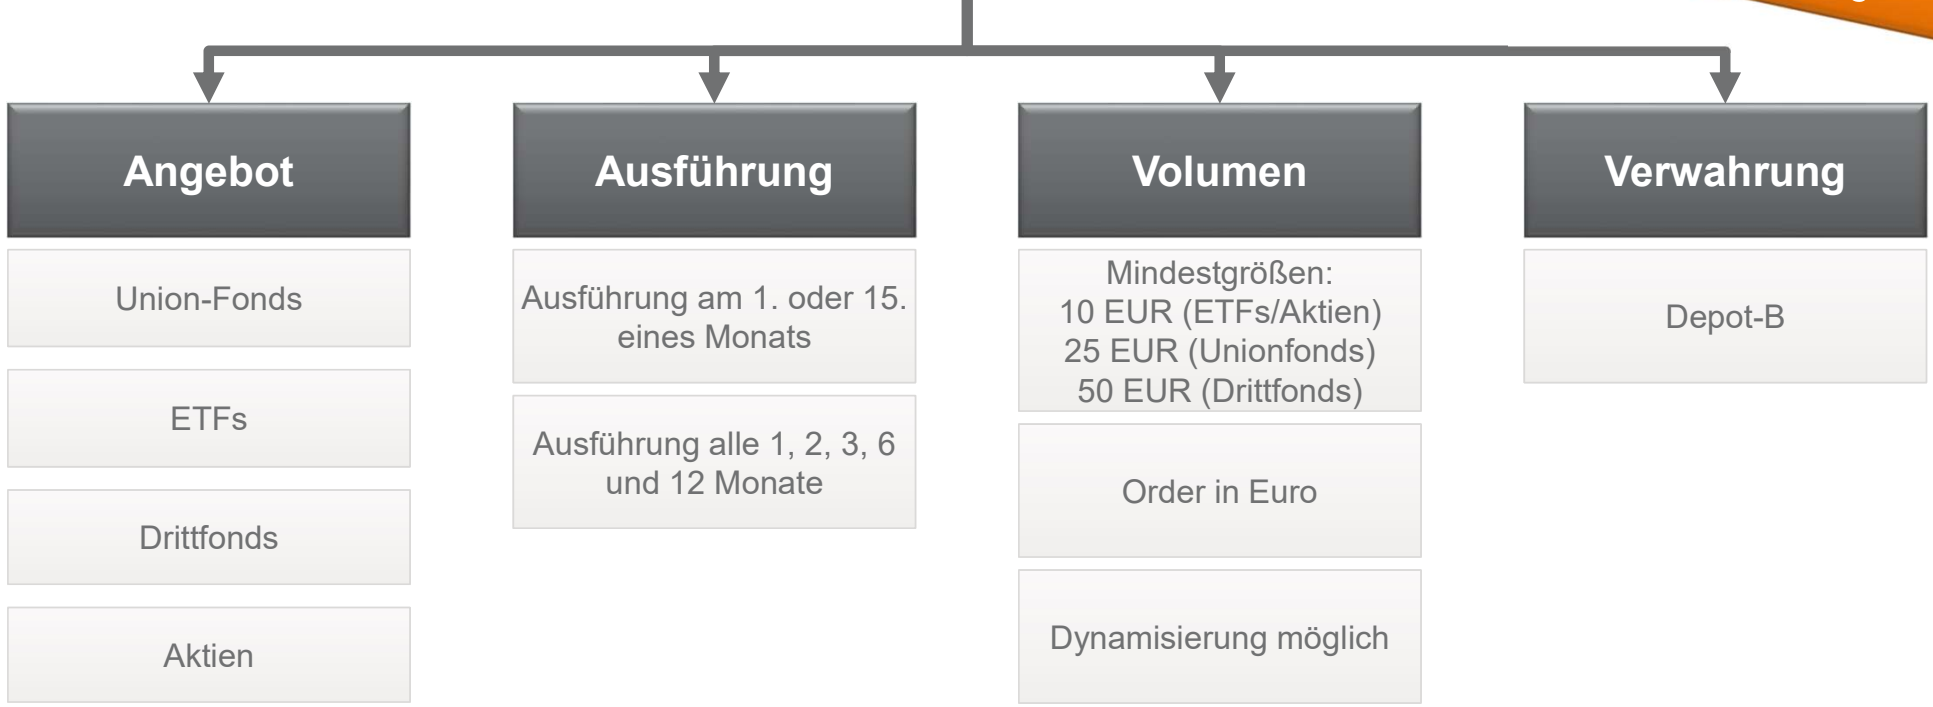 Angebot
Union-Fonds
ETFs
Drittfonds
Aktien
Ausführung
Ausführung am 1. oder 15.
eines Monats
Ausführung alle 1, 2, 3, 6
und 12 Monate
Volumen
Mindestgrößen:
10 EUR (ETFs/Aktien)
25 EUR (Unionfonds)
50 EUR (Drittfonds)
Order in Euro
Dynamisierung möglich
Verwahrung
Depot-B